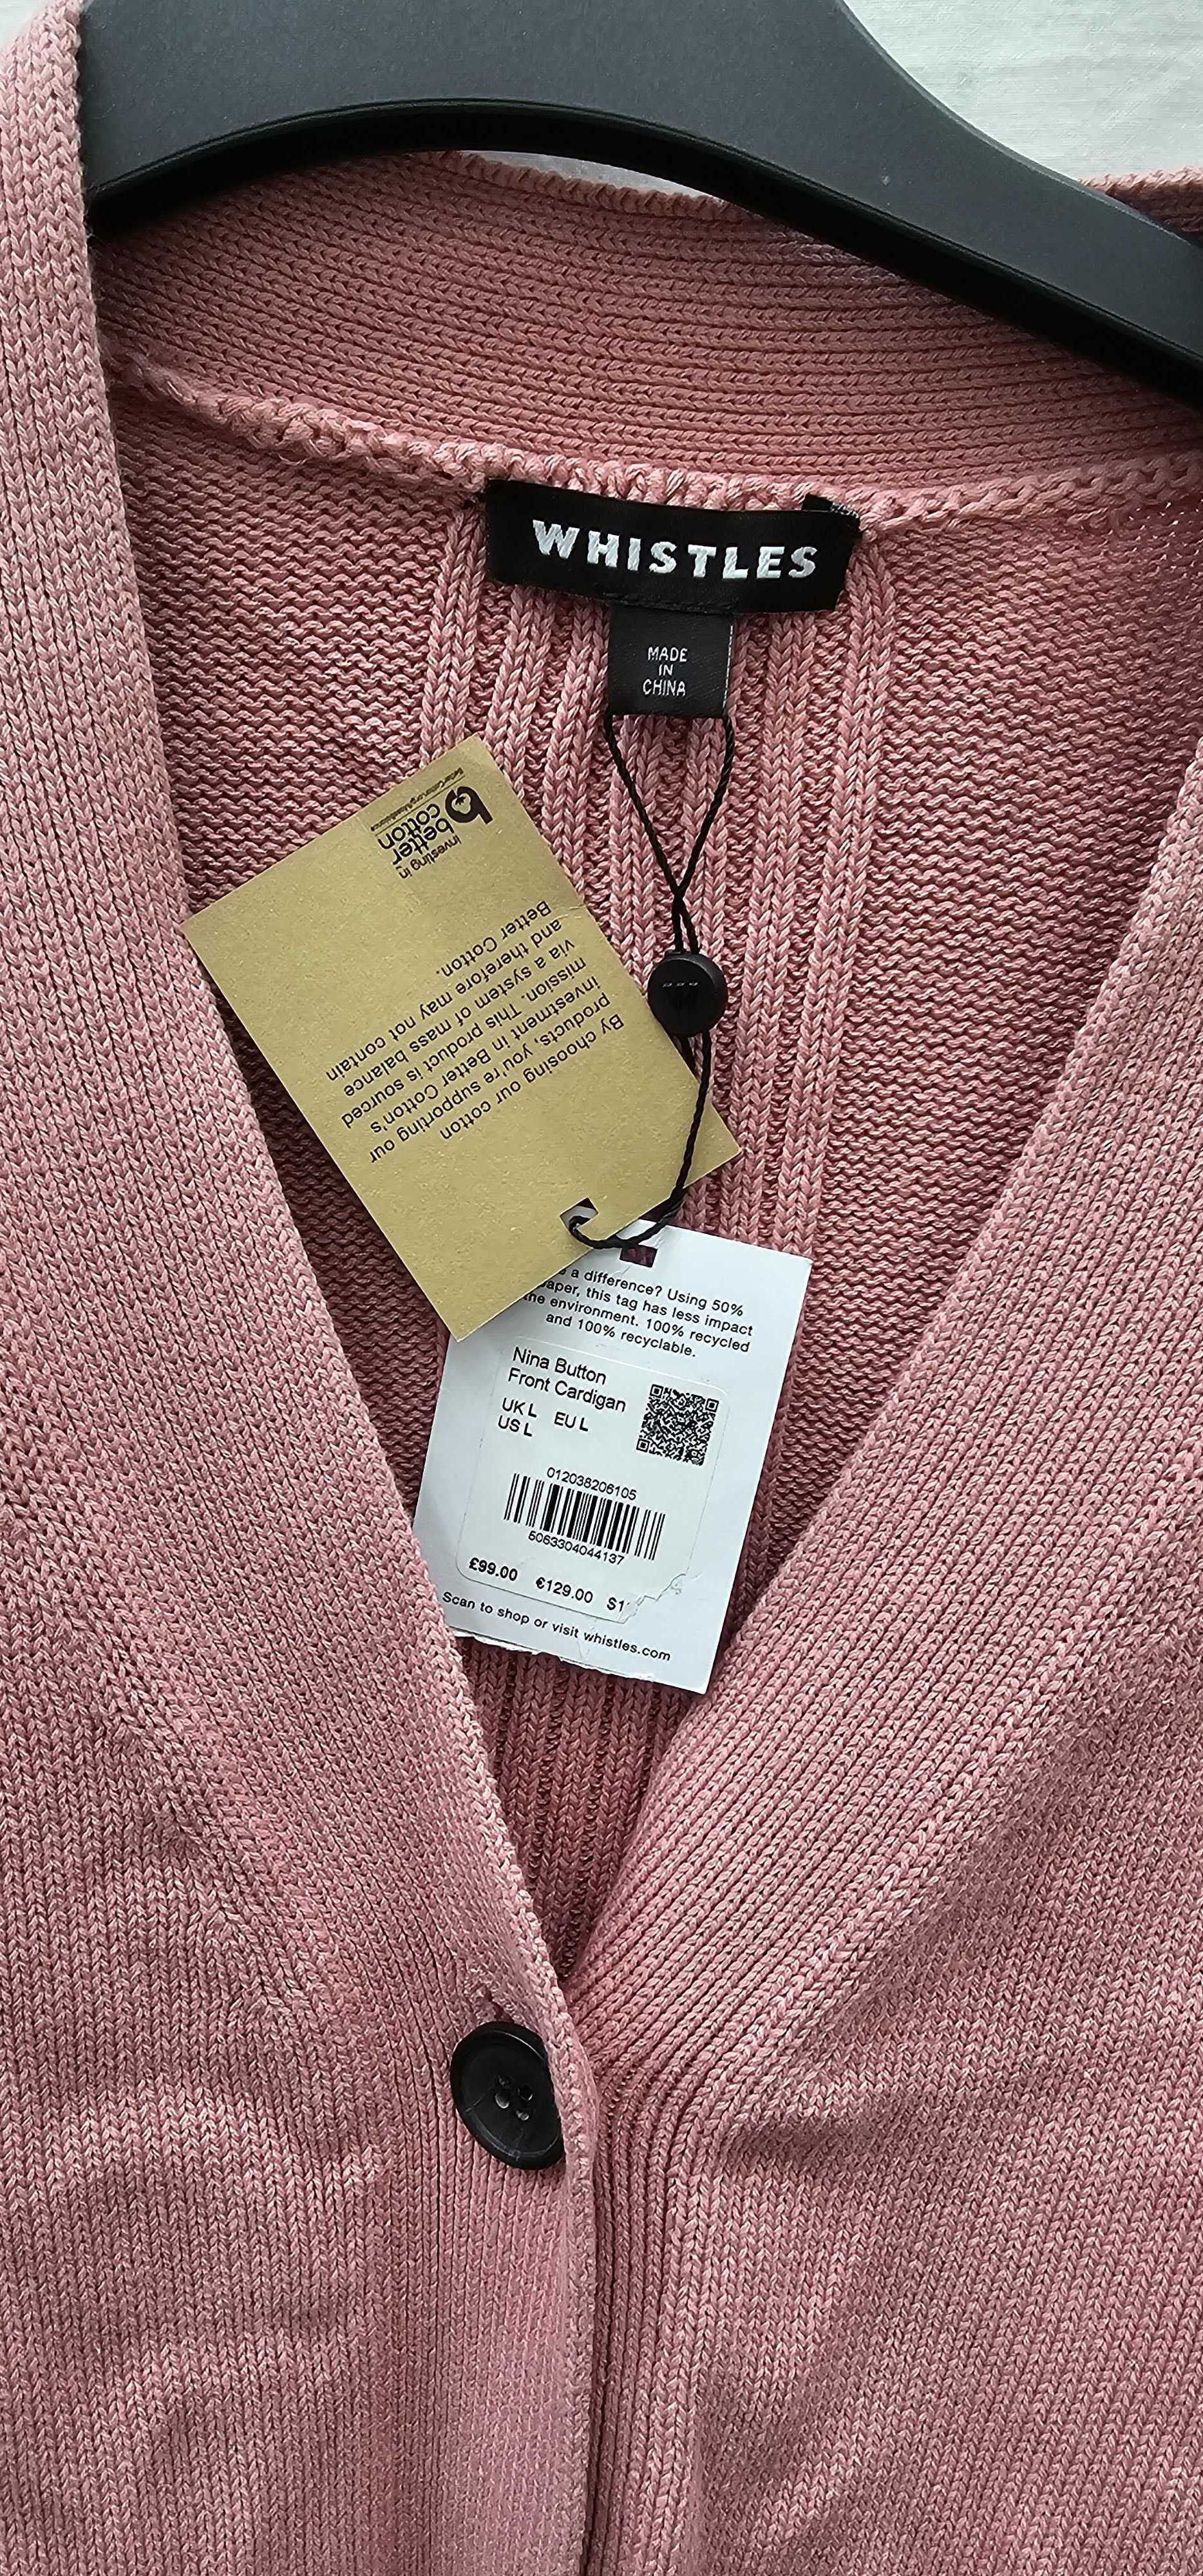 WHISTLES
MADE
IN
CHINA
investing in
better
cotton
By choosing our cotton
products, you're supporting our
investment in Better Cotton's
mission. This product is sourced
via a system of mass balance
and therefore may not contain
Better Cotton.
a difference? Using 50%
this tag has less impact
environment. 100% recycled
and 100% recyclable.
Nina Button
Front Cardigan
UK L EU L
US L
012038206105
5063304044137
£99.00 €129.00 S1
Scan to shop or visit whistles.com